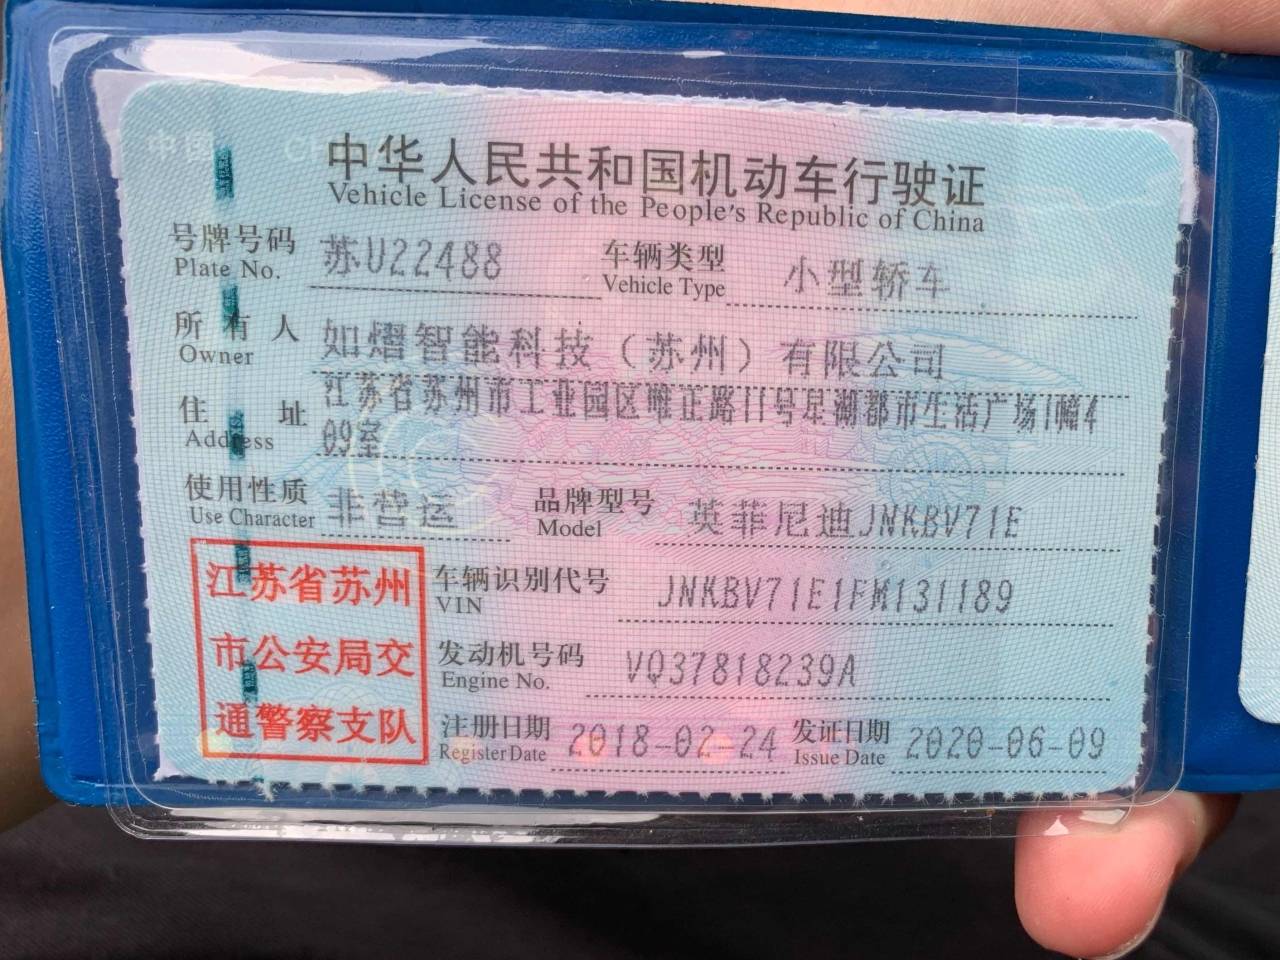 中国 CH
中华人民共和国机动车行驶证
Vehicle License of the People's Republic of China
号牌号码 苏U22488 车辆类型 小型轿车
Plate No. Vehicle Type
所有人 如熠智能科技（苏州）有限公司
Owner
住址 江苏省苏州市工业园区唯正路11号星湖都市生活广场1幢4
Address 09室
使用性质 非营运 品牌型号 英菲尼迪JNKBV71E
Use Character Model
江苏省苏州 车辆识别代号 JNKBV71E1FM131189
VIN
市公安局交 发动机号码 VQ37818239A
Engine No.
通警察支队 注册日期 2018-02-24 发证日期 2020-06-09
Register Date Issue Date